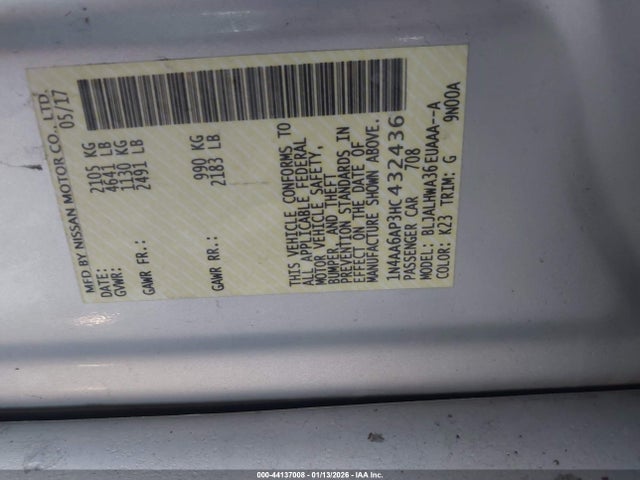 MFD BY NISSAN MOTOR CO., LTD.
DATE: 05/17
GVWR: 2105 KG
4641 LB
GAWR FR.: 1130 KG
2491 LB
GAWR RR.: 990 KG
2183 LB
THIS VEHICLE CONFORMS TO
ALL APPLICABLE FEDERAL
MOTOR VEHICLE SAFETY,
BUMPER, AND THEFT
PREVENTION STANDARDS IN
EFFECT ON THE DATE OF
MANUFACTURE SHOWN ABOVE.
1N4AA6AP3HC432436
PASSENGER CAR 708
MODEL: BLJALHWA36EUAAA--A
COLOR: K23 TRIM: G 9N00A
000-44137008 | 01/13/2026 | IAA Inc.